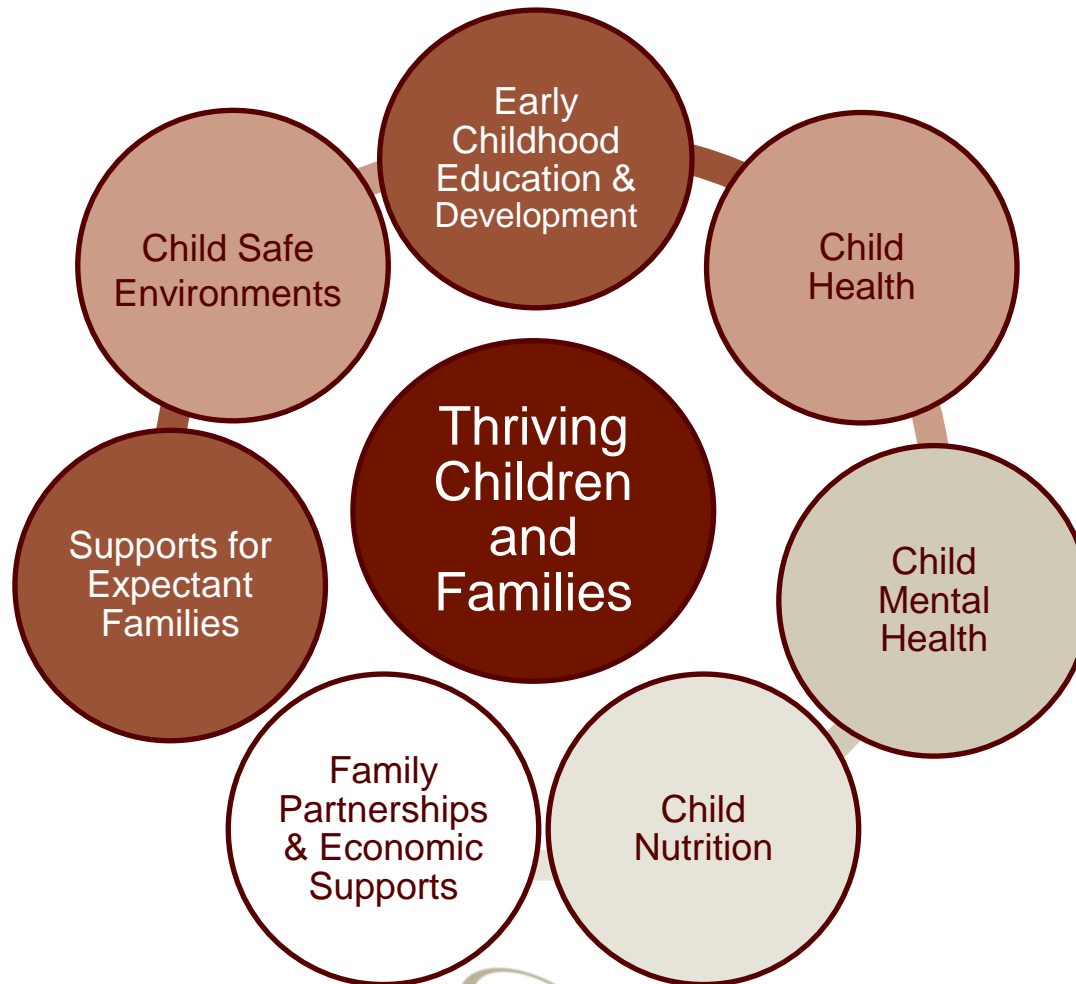 Early
Childhood
Education &
Development
Child
Health
Child
Mental
Health
Child
Nutrition
Family
Partnerships
& Economic
Supports
Supports for
Expectant
Families
Child Safe
Environments
Thriving
Children
and
Families